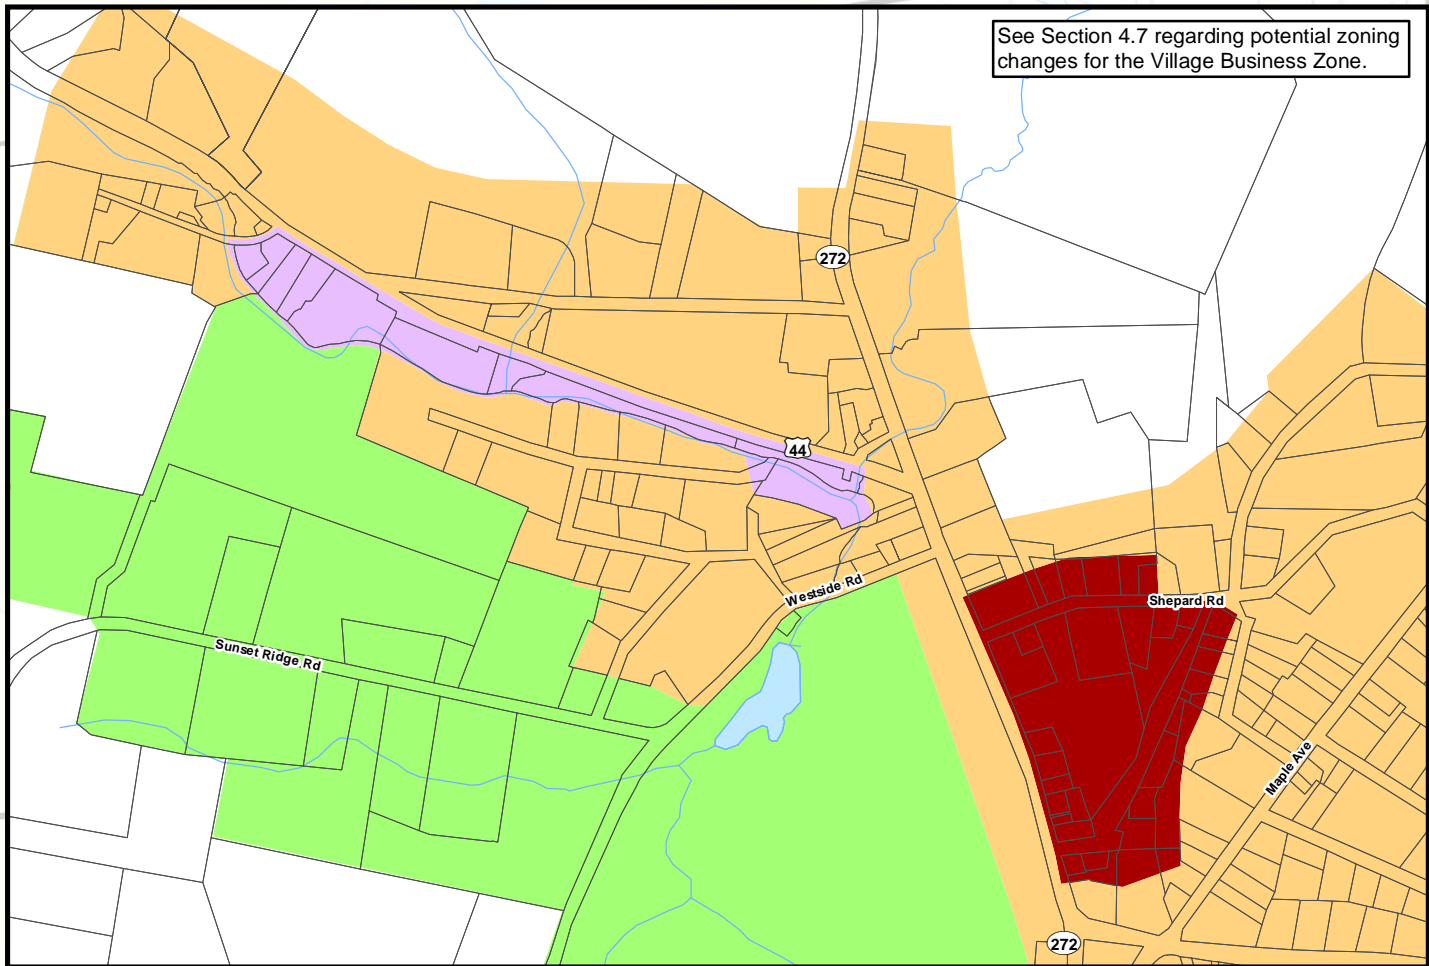 See Section 4.7 regarding potential zoning
changes for the Village Business Zone.
272
44
Westside Rd
Shepard Rd
Sunset Ridge Rd
Maple Ave
272